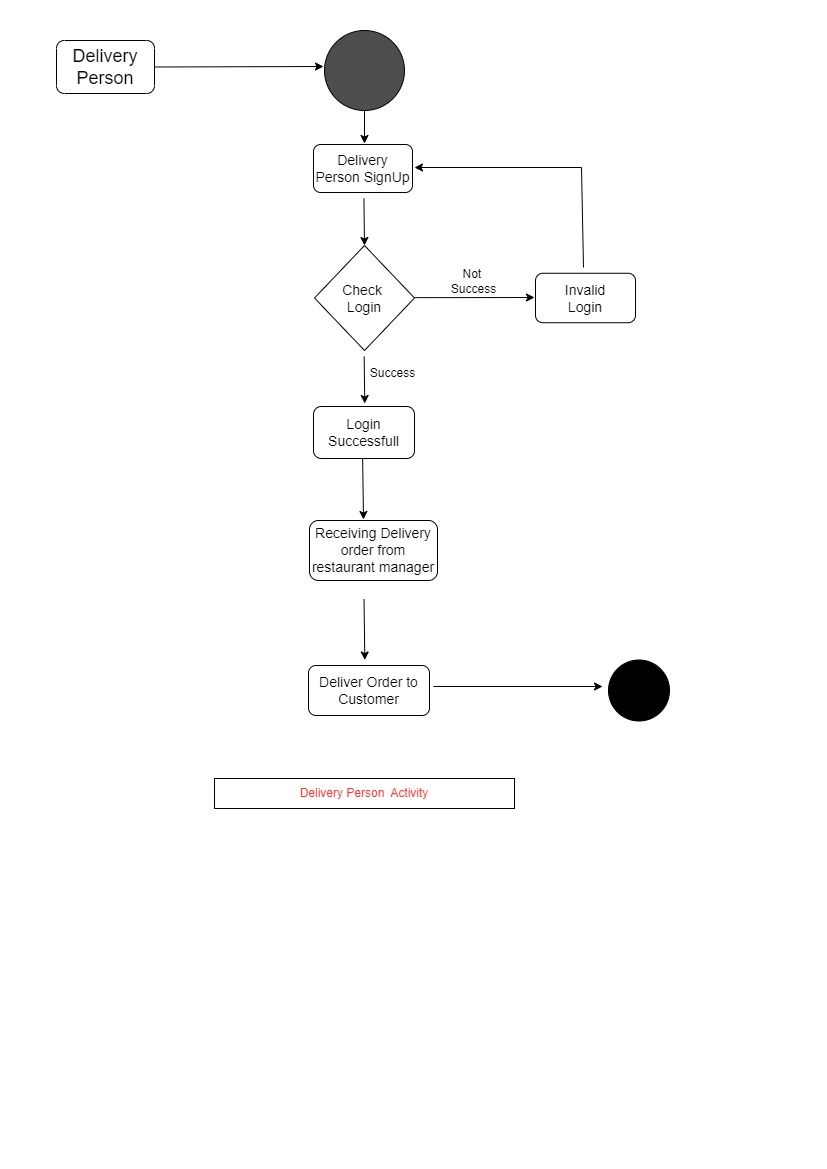 Delivery
Person
Delivery
Person SignUp
Check
Login
Not
Success
Invalid
Login
Success
Login
Successfull
Receiving Delivery
order from
restaurant manager
Deliver Order to
Customer
Delivery Person  Activity